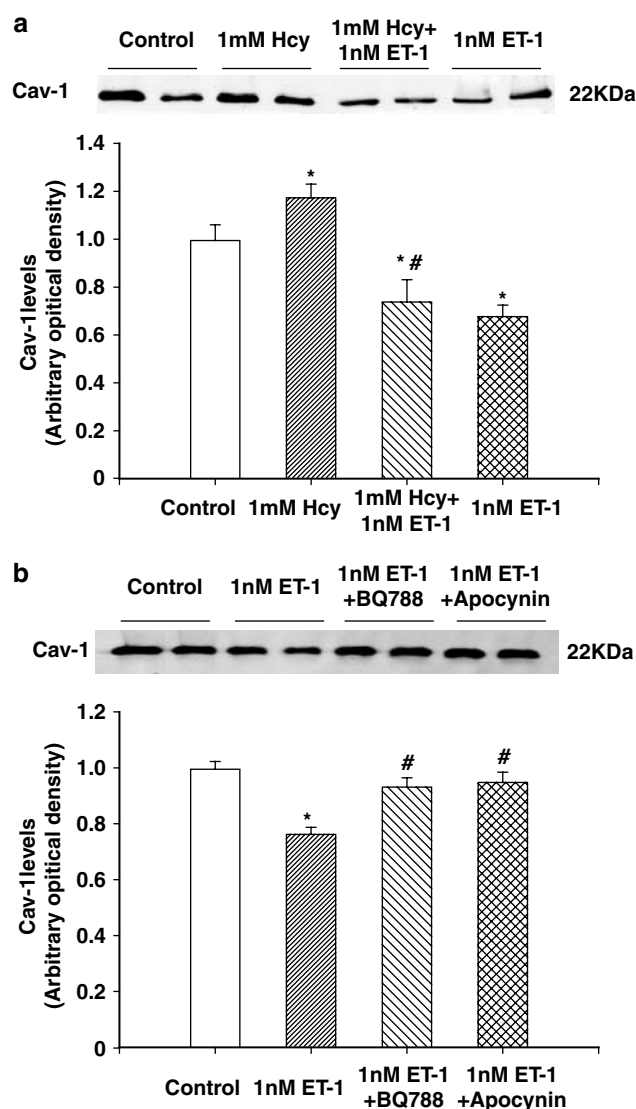 a
Control 1mM Hcy 1mM Hcy+ 1nM ET-1
1nM ET-1
Cav-1 22KDa
1.4
1.2
1.0
0.8
0.6
0.4
0.2
0
Cav-1levels
(Arbitrary opitical density)
*
* #
*
Control 1mM Hcy 1mM Hcy+ 1nM ET-1
1nM ET-1
b
Control 1nM ET-1 1nM ET-1 1nM ET-1
+BQ788 +Apocynin
Cav-1 22KDa
1.2
1.0
0.8
0.6
0.4
0.2
0
Cav-1levels
(Arbitrary opitical density)
*
#
#
Control 1nM ET-1 1nM ET-1 1nM ET-1
+BQ788 +Apocynin